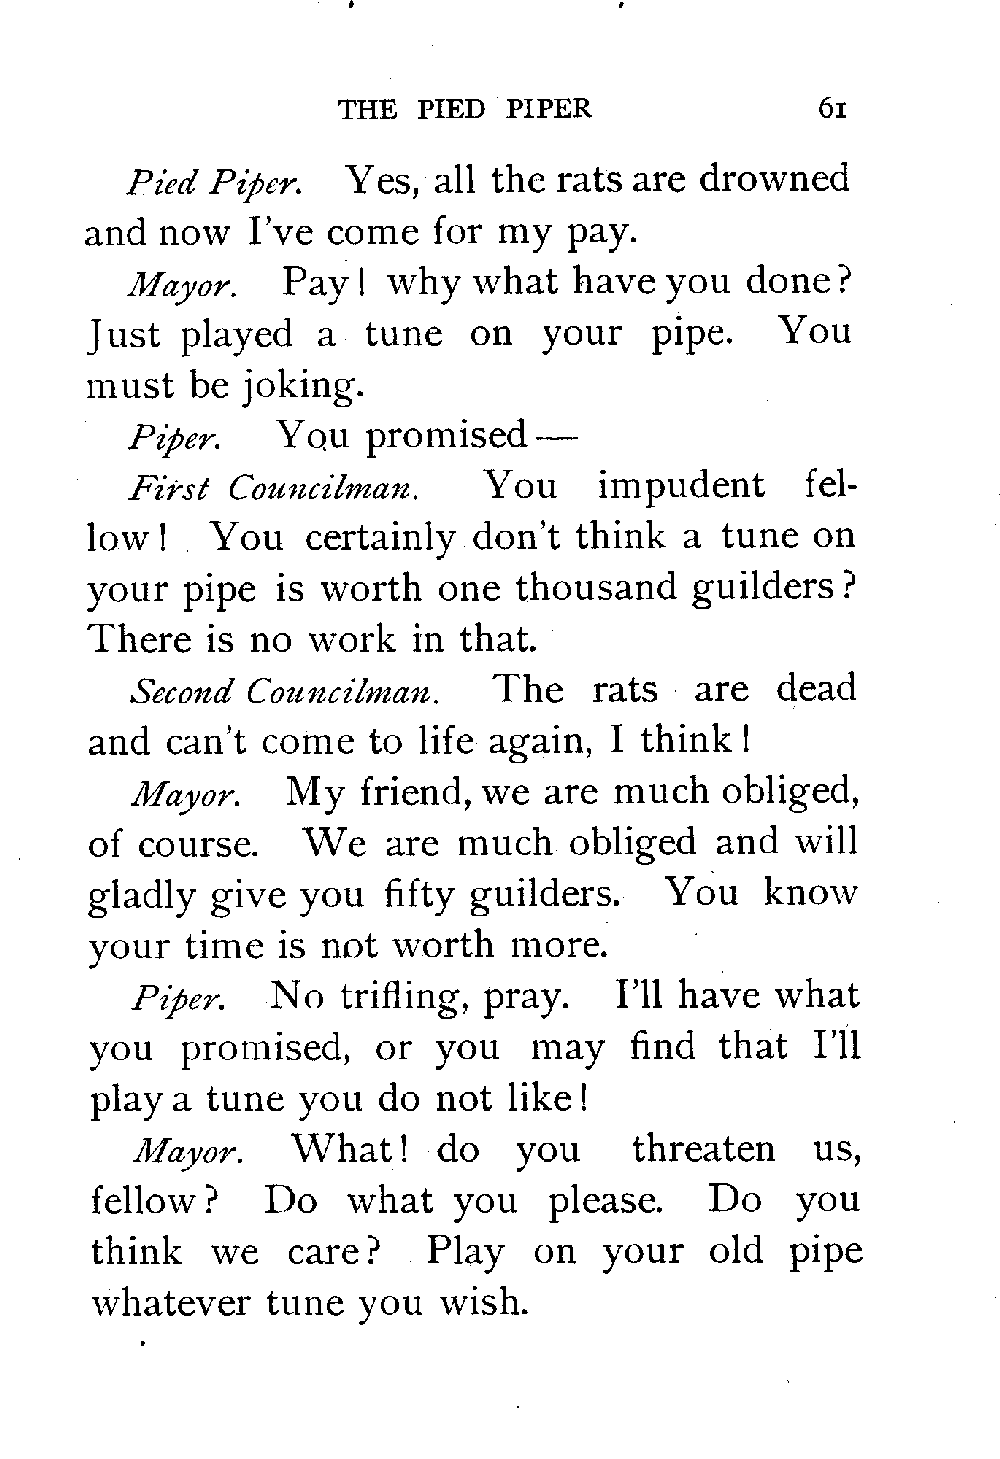 THE PIED PIPER 61
Pied Piper. Yes, all the rats are drowned
and now I've come for my pay.
Mayor. Pay! why what have you done?
Just played a tune on your pipe. You
must be joking.
Piper. You promised —
First Councilman. You impudent fel-
low! You certainly don't think a tune on
your pipe is worth one thousand guilders?
There is no work in that.
Second Councilman. The rats are dead
and can't come to life again, I think!
Mayor. My friend, we are much obliged,
of course. We are much obliged and will
gladly give you fifty guilders. You know
your time is not worth more.
Piper. No trifling, pray. I'll have what
you promised, or you may find that I'll
play a tune you do not like!
Mayor. What! do you threaten us,
fellow? Do what you please. Do you
think we care? Play on your old pipe
whatever tune you wish.